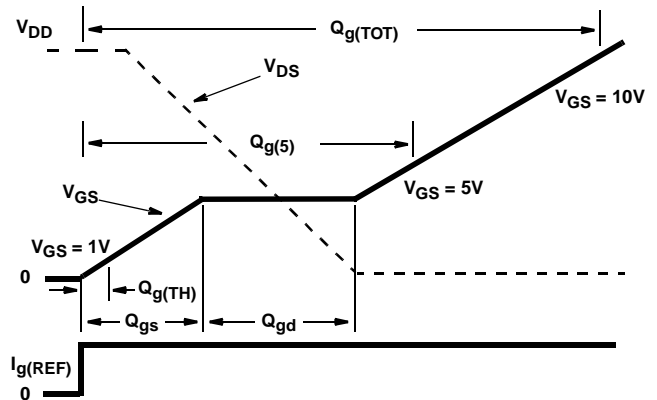 V_DD
Q_g(TOT)
V_DS
V_GS = 10V
Q_g(5)
V_GS
V_GS = 5V
V_GS = 1V
0
Q_g(TH)
Q_gs
Q_gd
I_g(REF)
0